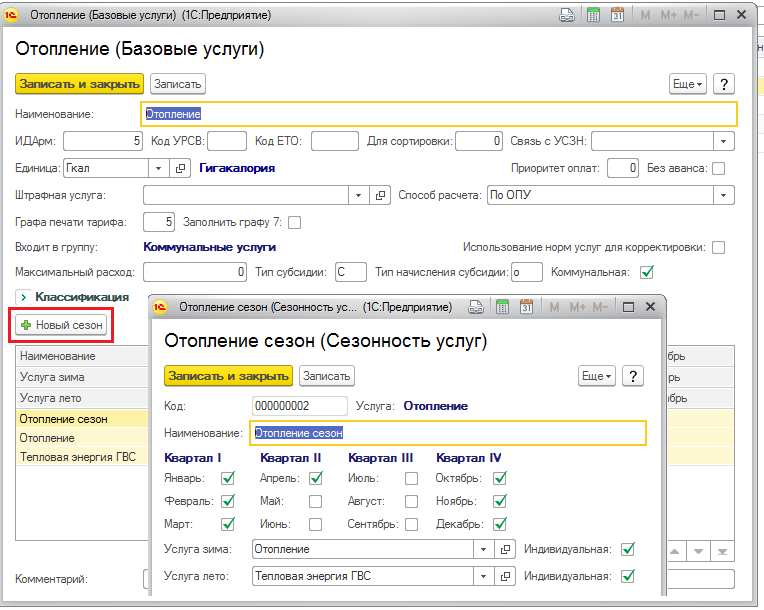 Отопление (Базовые услуги) (1С:Предприятие) 31 M M+ M-
Отопление (Базовые услуги)
Записать и закрыть Записать Еще ?
Наименование: Отопление
ИДАрм: 5 Код УРСВ: Код ЕТО: Для сортировки: 0 Связь с УСЗН:
Единица: Гкал Гигакалория Приоритет оплат: 0 Без аванса:
Штрафная услуга: Способ расчета: По ОПУ
Графа печати тарифа: 5 Заполнить графу 7:
Входит в группу: Коммунальные услуги Использование норм услуг для корректировки:
Максимальный расход: 0 Тип субсидии: С Тип начисления субсидии: о Коммунальная:
Классификация
Новый сезон
Наименование
Услуга зима
Услуга лето
Отопление сезон
Отопление
Тепловая энергия ГВС
Комментарий:
Отопление сезон (Сезонность ус... (1С:Предприятие) 31 M M+ M-
Отопление сезон (Сезонность услуг)
Записать и закрыть Записать Еще ?
Код: 000000002 Услуга: Отопление
Наименование: Отопление сезон
Квартал I Квартал II Квартал III Квартал IV
Январь: Апрель: Июль: Октябрь:
Февраль: Май: Август: Ноябрь:
Март: Июнь: Сентябрь: Декабрь:
Услуга зима: Отопление Индивидуальная:
Услуга лето: Тепловая энергия ГВС Индивидуальная: